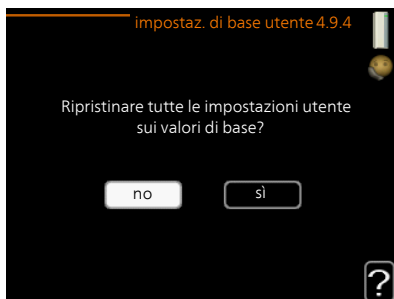 impostaz. di base utente 4.9.4
Ripristinare tutte le impostazioni utente
sui valori di base?
no
sì
?